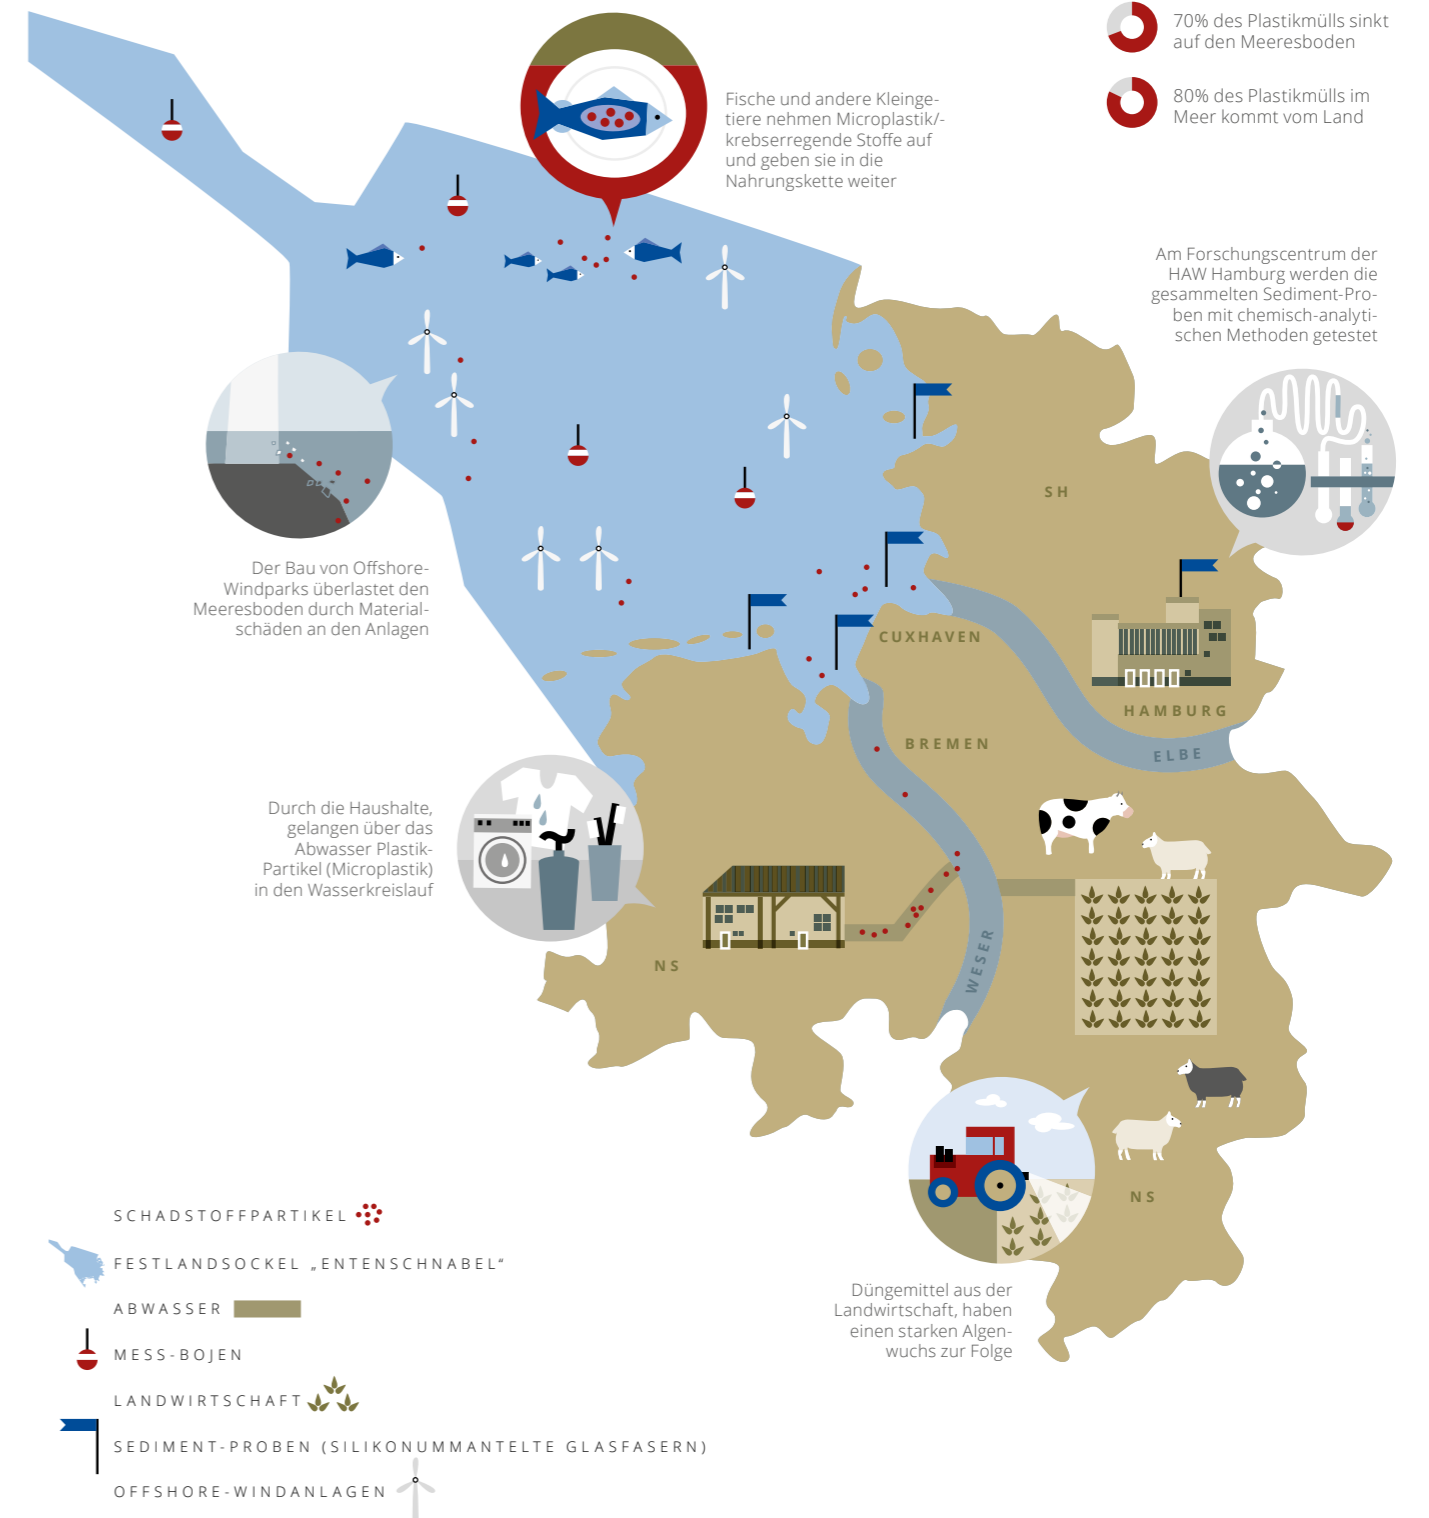 70% des Plastikmülls sinkt
auf den Meeresboden
80% des Plastikmülls im
Meer kommt vom Land
Fische und andere Kleinge-
tiere nehmen Microplastik/-
krebserregende Stoffe auf
und geben sie in die
Nahrungskette weiter
Am Forschungscentrum der
HAW Hamburg werden die
gesammelten Sediment-Pro-
ben mit chemisch-analyti-
schen Methoden getestet
SH
Der Bau von Offshore-
Windparks überlastet den
Meeresboden durch Material-
schäden an den Anlagen
CUXHAVEN
HAMBURG
BREMEN
ELBE
Durch die Haushalte,
gelangen über das
Abwasser Plastik-
Partikel (Microplastik)
in den Wasserkreislauf
NS
WESER
NS
Düngemittel aus der
Landwirtschaft, haben
einen starken Algen-
wuchs zur Folge
SCHADSTOFFPARTIKEL
FESTLANDSOCKEL „ENTENSCHNABEL“
ABWASSER
MESS-BOJEN
LANDWIRTSCHAFT
SEDIMENT-PROBEN (SILIKONUMMANTELTE GLASFASERN)
OFFSHORE-WINDANLAGEN